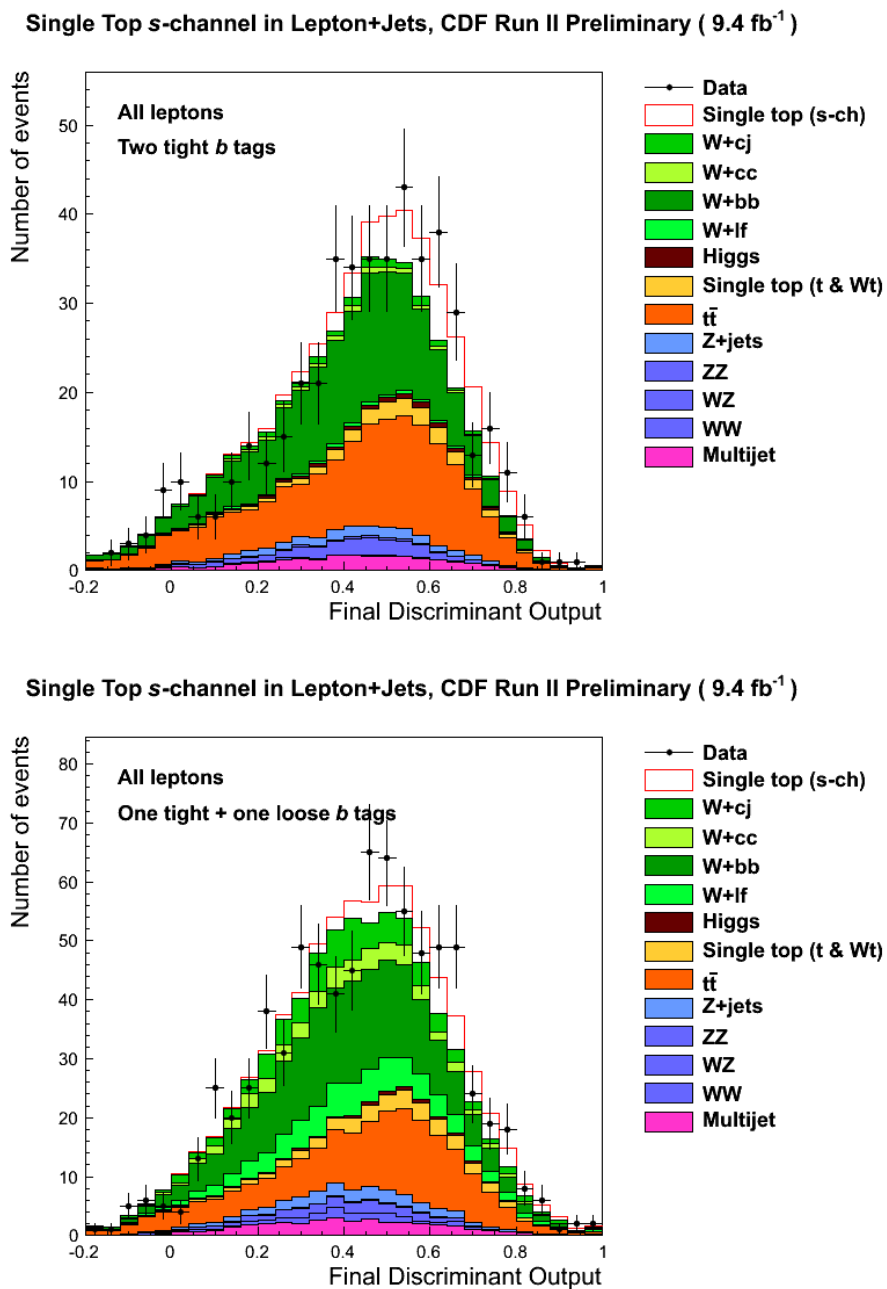 Single Top s-channel in Lepton+Jets, CDF Run II Preliminary ( 9.4 fb⁻¹ )
Number of events
All leptons
Two tight b tags
50
40
30
20
10
0
-0.2 0 0.2 0.4 0.6 0.8 1
Final Discriminant Output
Data
Single top (s-ch)
W+cj
W+cc
W+bb
W+lf
Higgs
Single top (t & Wt)
tt̄
Z+jets
ZZ
WZ
WW
Multijet
Single Top s-channel in Lepton+Jets, CDF Run II Preliminary ( 9.4 fb⁻¹ )
Number of events
All leptons
One tight + one loose b tags
80
70
60
50
40
30
20
10
0
-0.2 0 0.2 0.4 0.6 0.8 1
Final Discriminant Output
Data
Single top (s-ch)
W+cj
W+cc
W+bb
W+lf
Higgs
Single top (t & Wt)
tt̄
Z+jets
ZZ
WZ
WW
Multijet